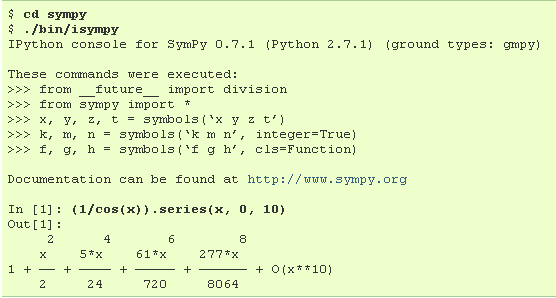 $ cd sympy
$ ./bin/isympy
IPython console for SymPy 0.7.1 (Python 2.7.1) (ground types: gmpy)
These commands were executed:
>>> from __future__ import division
>>> from sympy import *
>>> x, y, z, t = symbols(‘x y z t’)
>>> k, m, n = symbols(‘k m n’, integer=True)
>>> f, g, h = symbols(‘f g h’, cls=Function)
Documentation can be found at http://www.sympy.org
In [1]: (1/cos(x)).series(x, 0, 10)
Out[1]:
2 4 6 8
x 5*x 61*x 277*x
1 + — + —— + —— + —— + O(x**10)
2 24 720 8064